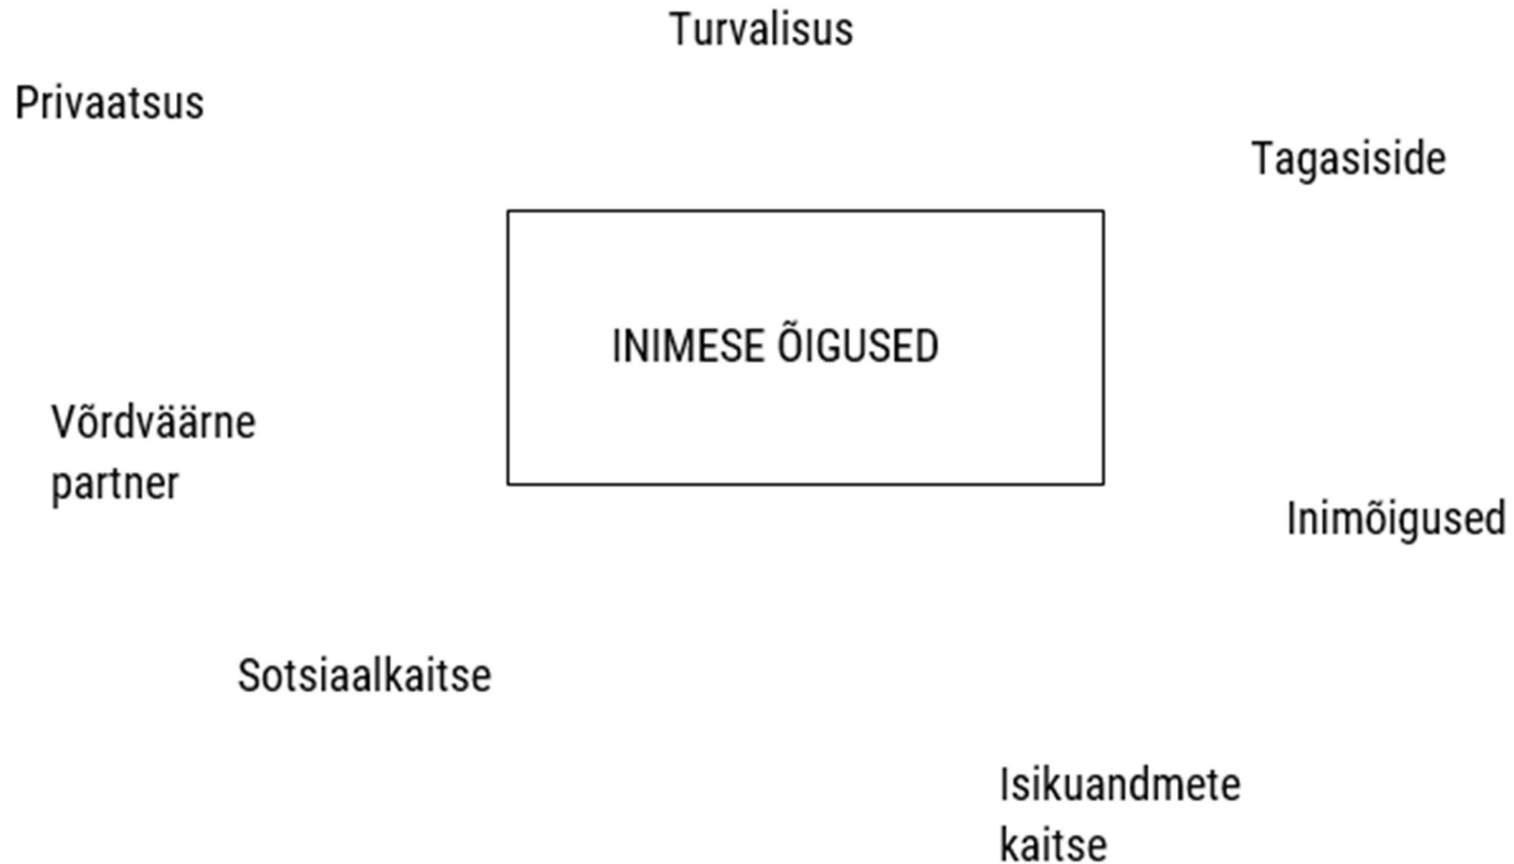 Turvalisus
Privaatsus
Tagasiside
INIMESE ÕIGUSED
Võrdväärne
partner
Inimõigused
Sotsiaalkaitse
Isikuandmete
kaitse